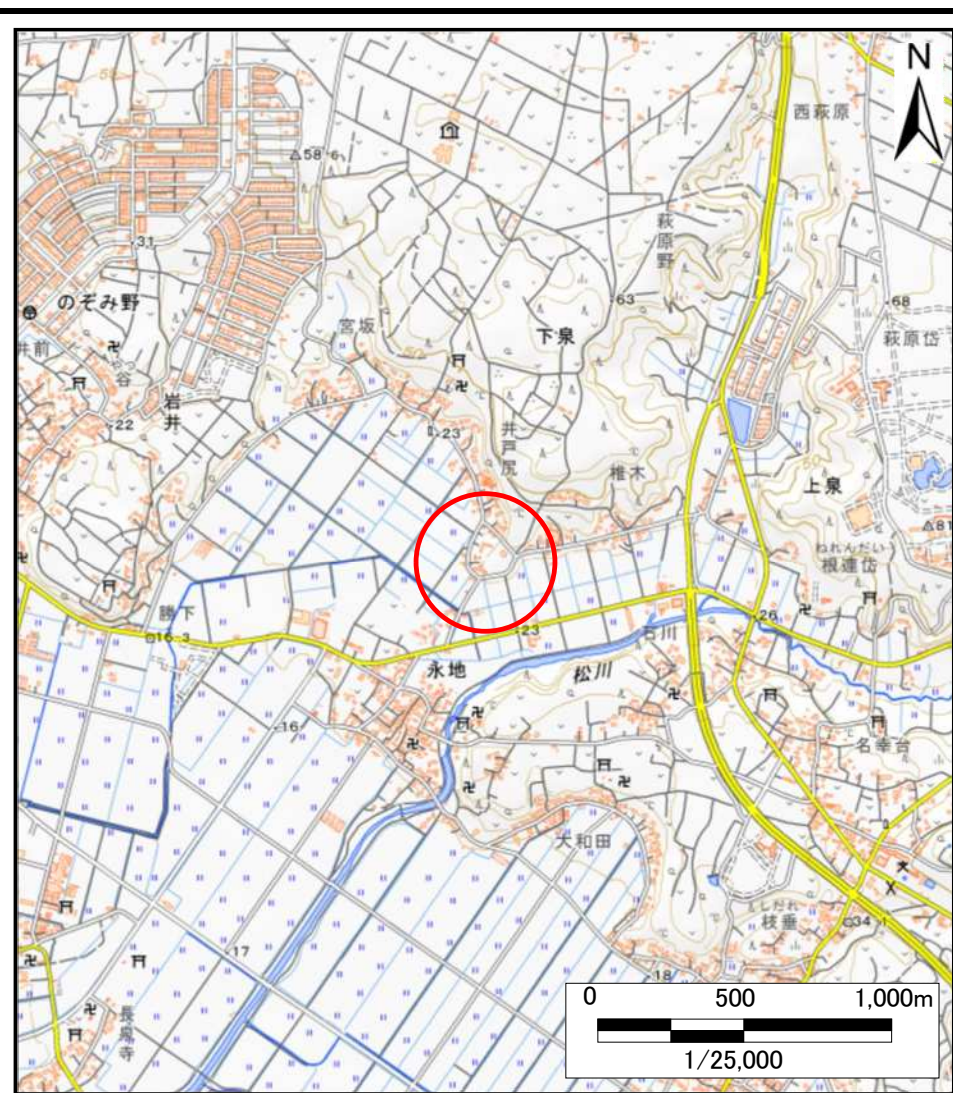 N
西萩原
58.6
31
萩原野
63
68
のぞみ野
宮坂
下泉
萩原台
井前
谷
22
岩井
23
井戸尻
椎木
上泉
81
ねれんだい
根連台
勝下
16.3
23
石川
26
永地
松川
16
名幸台
大和田
しだれ
枝垂
34.1
17
18
長泉寺
0 500 1,000m
1/25,000